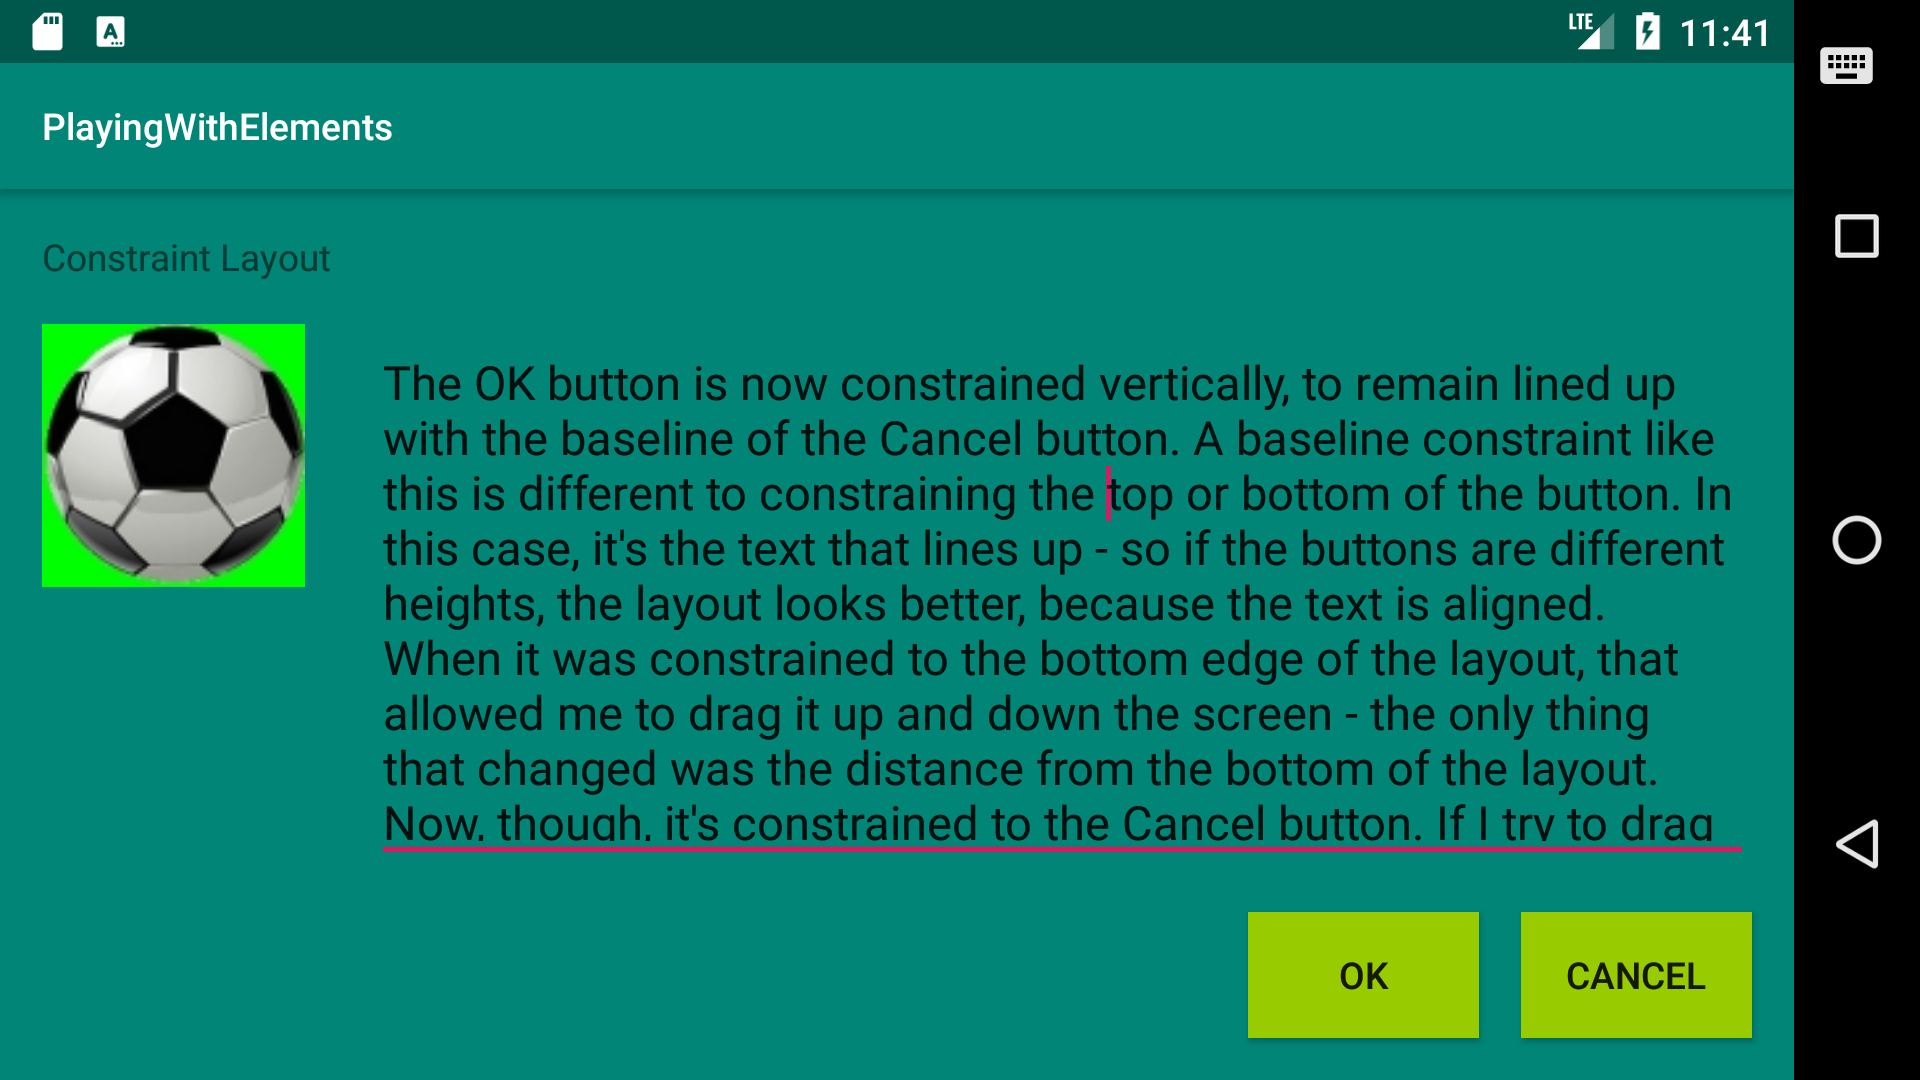 LTE 11:41
PlayingWithElements
Constraint Layout
The OK button is now constrained vertically, to remain lined up
with the baseline of the Cancel button. A baseline constraint like
this is different to constraining the top or bottom of the button. In
this case, it's the text that lines up - so if the buttons are different
heights, the layout looks better, because the text is aligned.
When it was constrained to the bottom edge of the layout, that
allowed me to drag it up and down the screen - the only thing
that changed was the distance from the bottom of the layout.
Now, though, it's constrained to the Cancel button. If I try to drag
OK CANCEL